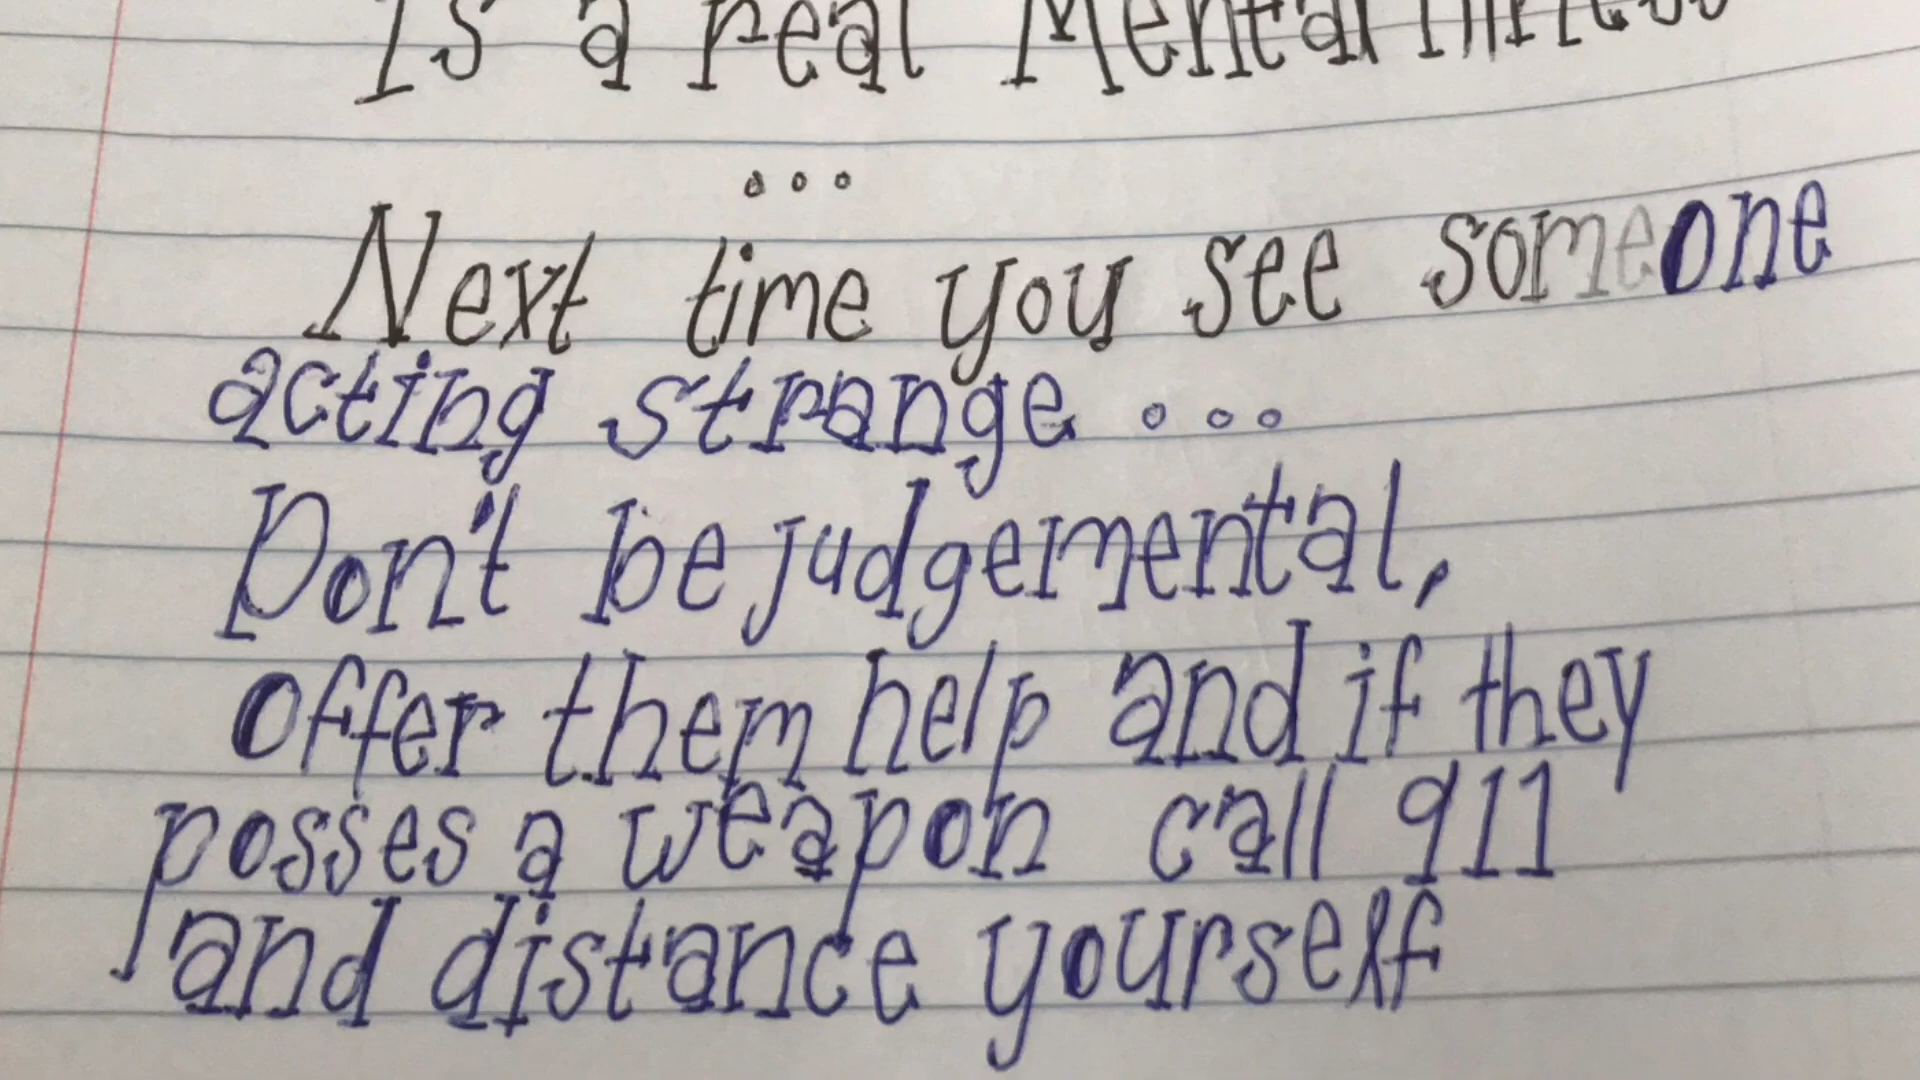 Is a real Mental
...
Next time you see someone
acting strange ...
Don't be judgemental,
offer them help and if they
posses a weapon call 911
and distance yourself